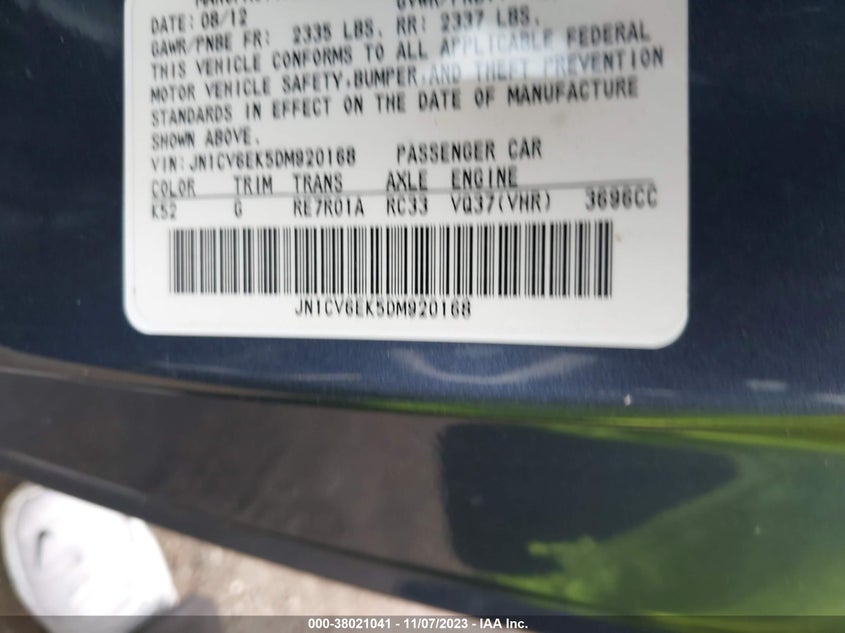 DATE: 08/12
GAWR/PNBE FR: 2335 LBS. RR: 2337 LBS.
THIS VEHICLE CONFORMS TO ALL APPLICABLE FEDERAL
MOTOR VEHICLE SAFETY,BUMPER,AND THEFT PREVENTION
STANDARDS IN EFFECT ON THE DATE OF MANUFACTURE
SHOWN ABOVE.
VIN:JN1CV6EK5DM920168 PASSENGER CAR
COLOR TRIM TRANS AXLE ENGINE
K52 G RE7R01A RC33 VQ37(VHR) 3696CC
JN1CV6EK5DM920168
000-38021041 - 11/07/2023 - IAA Inc.